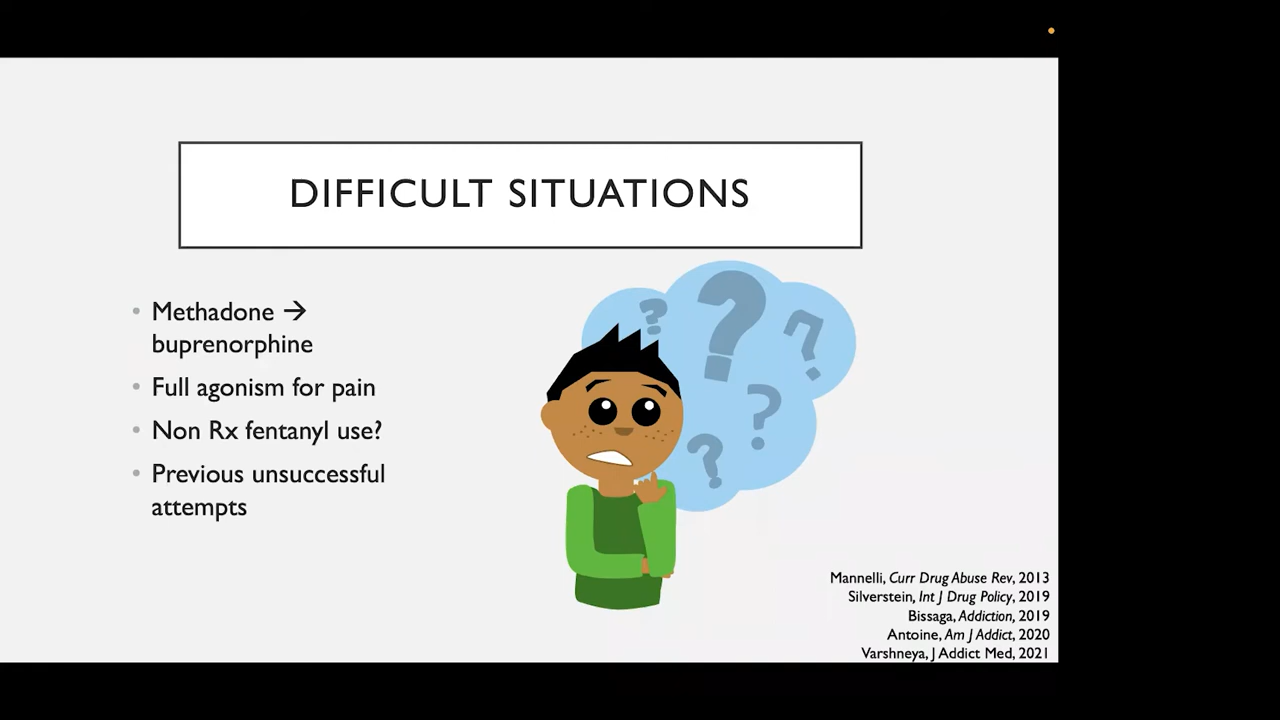 DIFFICULT SITUATIONS
• Methadone →
buprenorphine
• Full agonism for pain
• Non Rx fentanyl use?
• Previous unsuccessful
attempts
? ? ? ? ?
Mannelli, Curr Drug Abuse Rev, 2013
Silverstein, Int J Drug Policy, 2019
Bissaga, Addiction, 2019
Antoine, Am J Addict, 2020
Varshneya, J Addict Med, 2021